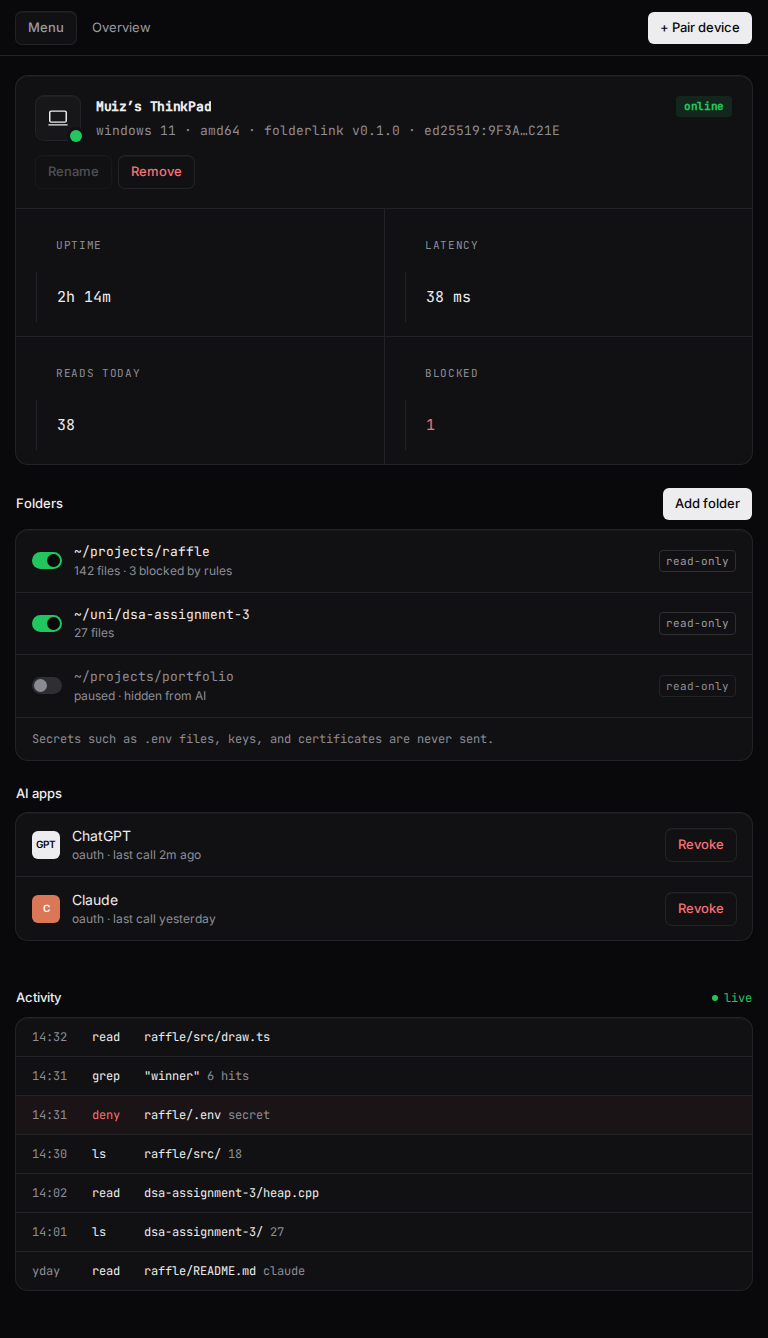 Menu Overview + Pair device
Muiz’s ThinkPad online
windows 11 · amd64 · folderlink v0.1.0 · ed25519:9F3A…C21E
Rename Remove
UPTIME LATENCY
2h 14m 38 ms
READS TODAY BLOCKED
38 1
Folders Add folder
~/projects/raffle read-only
142 files · 3 blocked by rules
~/uni/dsa-assignment-3 read-only
27 files
~/projects/portfolio read-only
paused · hidden from AI
Secrets such as .env files, keys, and certificates are never sent.
AI apps
GPT ChatGPT Revoke
oauth · last call 2m ago
C Claude Revoke
oauth · last call yesterday
Activity live
14:32 read raffle/src/draw.ts
14:31 grep "winner" 6 hits
14:31 deny raffle/.env secret
14:30 ls raffle/src/ 18
14:02 read dsa-assignment-3/heap.cpp
14:01 ls dsa-assignment-3/ 27
yday read raffle/README.md claude